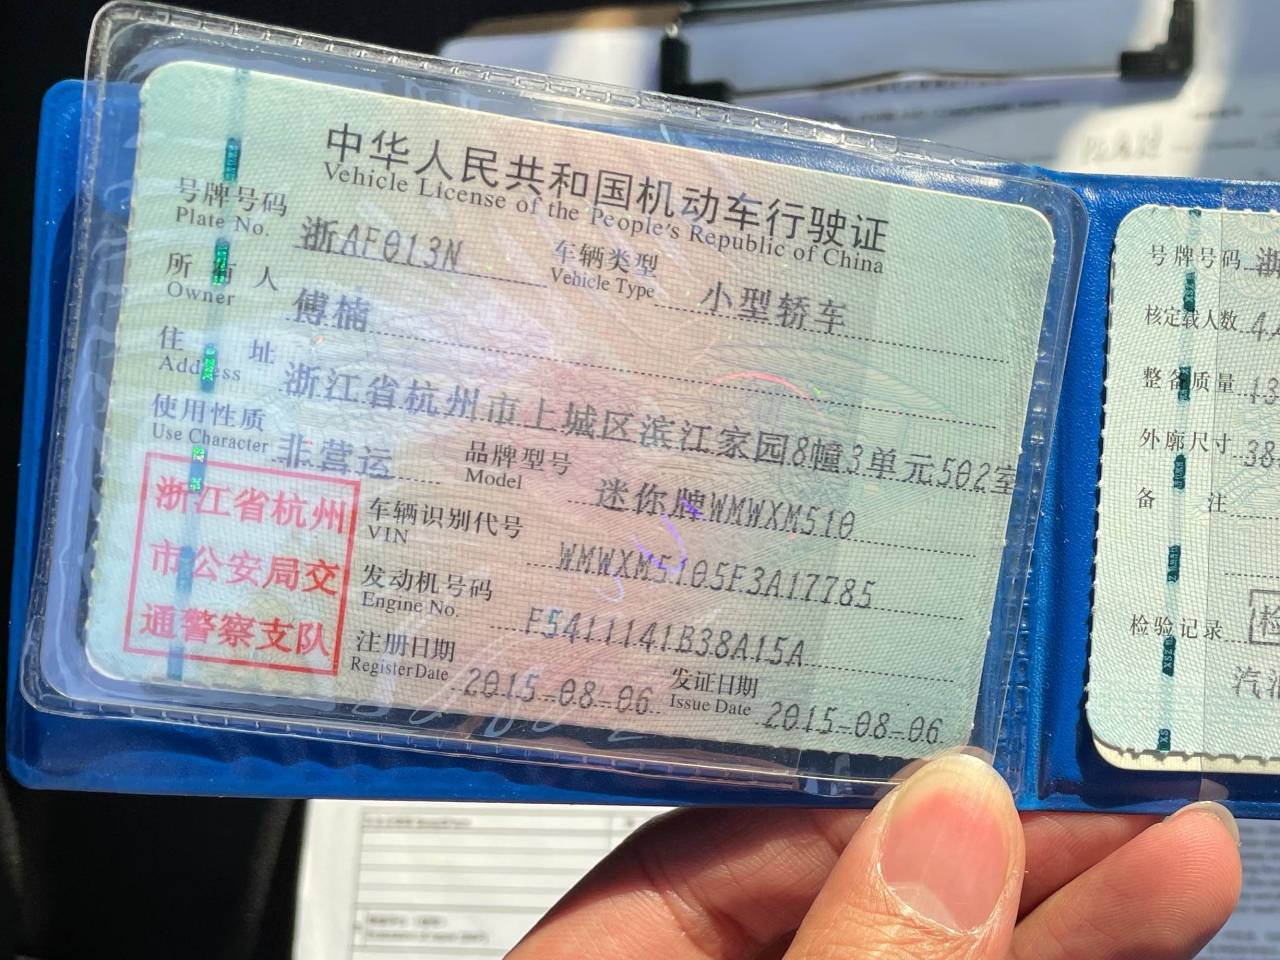 中华人民共和国机动车行驶证
Vehicle License of the People's Republic of China
号牌号码 浙AF013N 车辆类型 小型轿车
Plate No. Vehicle Type
所有人 傅楠
Owner
住址 浙江省杭州市上城区滨江家园8幢3单元502室
Address
使用性质 非营运 品牌型号 迷你牌WMWXM510
Use Character Model
浙江省杭州
市公安局交
通警察支队
车辆识别代号 WMWXM5105F3A17785
VIN
发动机号码 F5411141B38A15A
Engine No.
注册日期 2015-08-06 发证日期 2015-08-06
Register Date Issue Date
号牌号码 浙
核定载人数 4人
整备质量 13
外廓尺寸 38
备注
检验记录 检
汽油